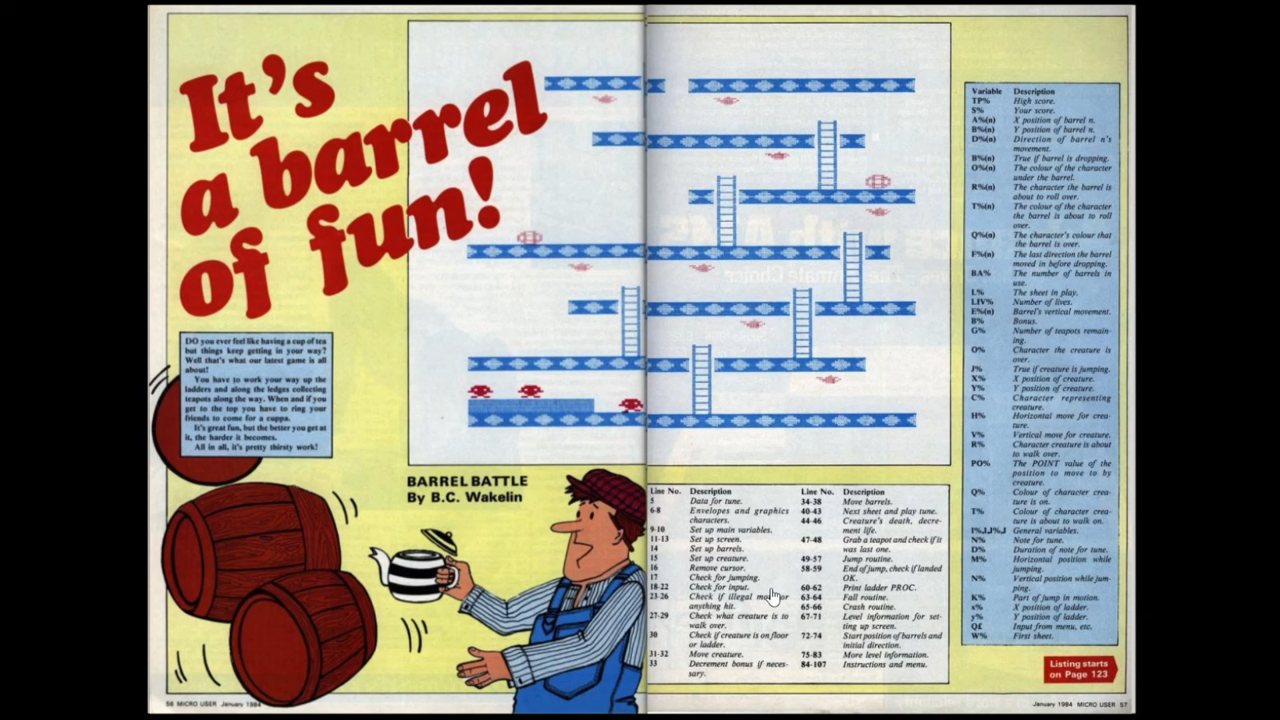 It's
a barrel
of fun!
DO you ever feel like having a cup of tea
but things keep getting in your way?
Well that's what our latest game is all
about!
You have to work your way up the
ladders and along the ledges collecting
teapots along the way. When and if you
get to the top you have to ring your
friends to come for a cuppa.
It's great fun, but the better you get at
it, the harder it becomes.
All in all, it's pretty thirsty work!
BARREL BATTLE
By B.C. Wakelin
Line No. Description
5 Data for tune.
6-8 Envelopes and graphics
characters.
9-10 Set up main variables.
11-13 Set up screen.
14 Set up barrels.
15 Set up creature.
16 Remove cursor.
17 Check for jumping.
18-22 Check for input.
23-26 Check if illegal move or
anything hit.
27-29 Check what creature is to
walk over.
30 Check if creature is on floor
or ladder.
31-32 Move creature.
33 Decrement bonus if neces-
sary.
Line No. Description
34-38 Move barrels.
40-43 Next sheet and play tune.
44-46 Creature's death, decre-
ment life.
47-48 Grab a teapot and check if it
was last one.
49-57 Jump routine.
58-59 End of jump, check if landed
OK.
60-62 Print ladder PROC.
63-64 Fall routine.
65-66 Crash routine.
67-71 Level information for set-
ting up screen.
72-74 Start position of barrels and
initial direction.
75-83 More level information.
84-107 Instructions and menu.
Variable Description
TP% High score.
S% Your score.
A%(n) X position of barrel n.
B%(n) Y position of barrel n.
D%(n) Direction of barrel n's
movement.
B%(n) True if barrel is dropping.
O%(n) The colour of the character
under the barrel.
R%(n) The character the barrel is
about to roll over.
T%(n) The colour of the character
the barrel is about to roll
over.
Q%(n) The character's colour that
the barrel is over.
F%(n) The last direction the barrel
moved in before dropping.
BA% The number of barrels in
use.
L% The sheet in play.
LIV% Number of lives.
E%(n) Barrel's vertical movement.
B% Bonus.
G% Number of teapots remain-
ing.
O% Character the creature is
over.
J% True if creature is jumping.
X% X position of creature.
Y% Y position of creature.
C% Character representing
creature.
H% Horizontal move for crea-
ture.
V% Vertical move for creature.
R% Character creature is about
to walk over.
PO% The POINT value of the
position to move to by
creature.
Q% Colour of character crea-
ture is on.
T% Colour of character crea-
ture is about to walk on.
I%,J,J%,J General variables.
N% Note for tune.
D% Duration of note for tune.
M% Horizontal position while
jumping.
N% Vertical position while jum-
ping.
K% Part of jump in motion.
x% X position of ladder.
y% Y position of ladder.
Q£ Input from menu, etc.
W% First sheet.
Listing starts
on Page 123
56 MICRO USER January 1984
January 1984 MICRO USER 57